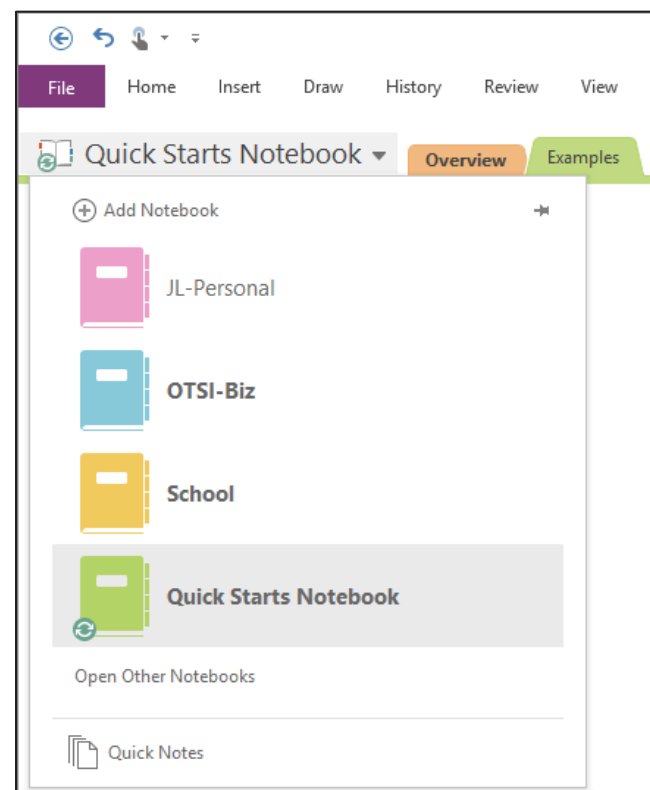 File Home Insert Draw History Review View
Quick Starts Notebook Overview Examples
Add Notebook
JL-Personal
OTSI-Biz
School
Quick Starts Notebook
Open Other Notebooks
Quick Notes